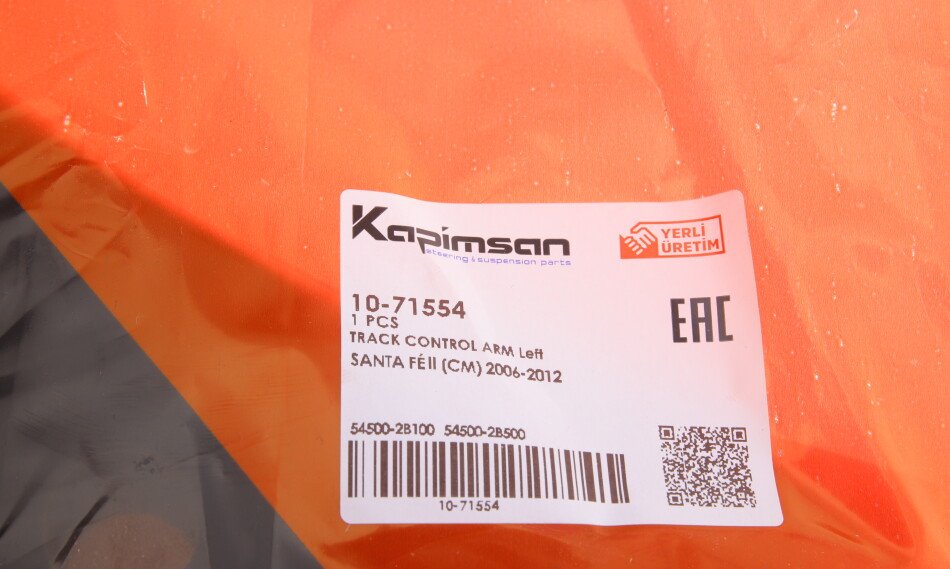 Kapimsan
steering & suspension parts
YERLİ
ÜRETİM
10-71554
1 PCS
TRACK CONTROL ARM Left
SANTA FÉ II (CM) 2006-2012
EAC
54500-2B100 54500-2B500
10-71554